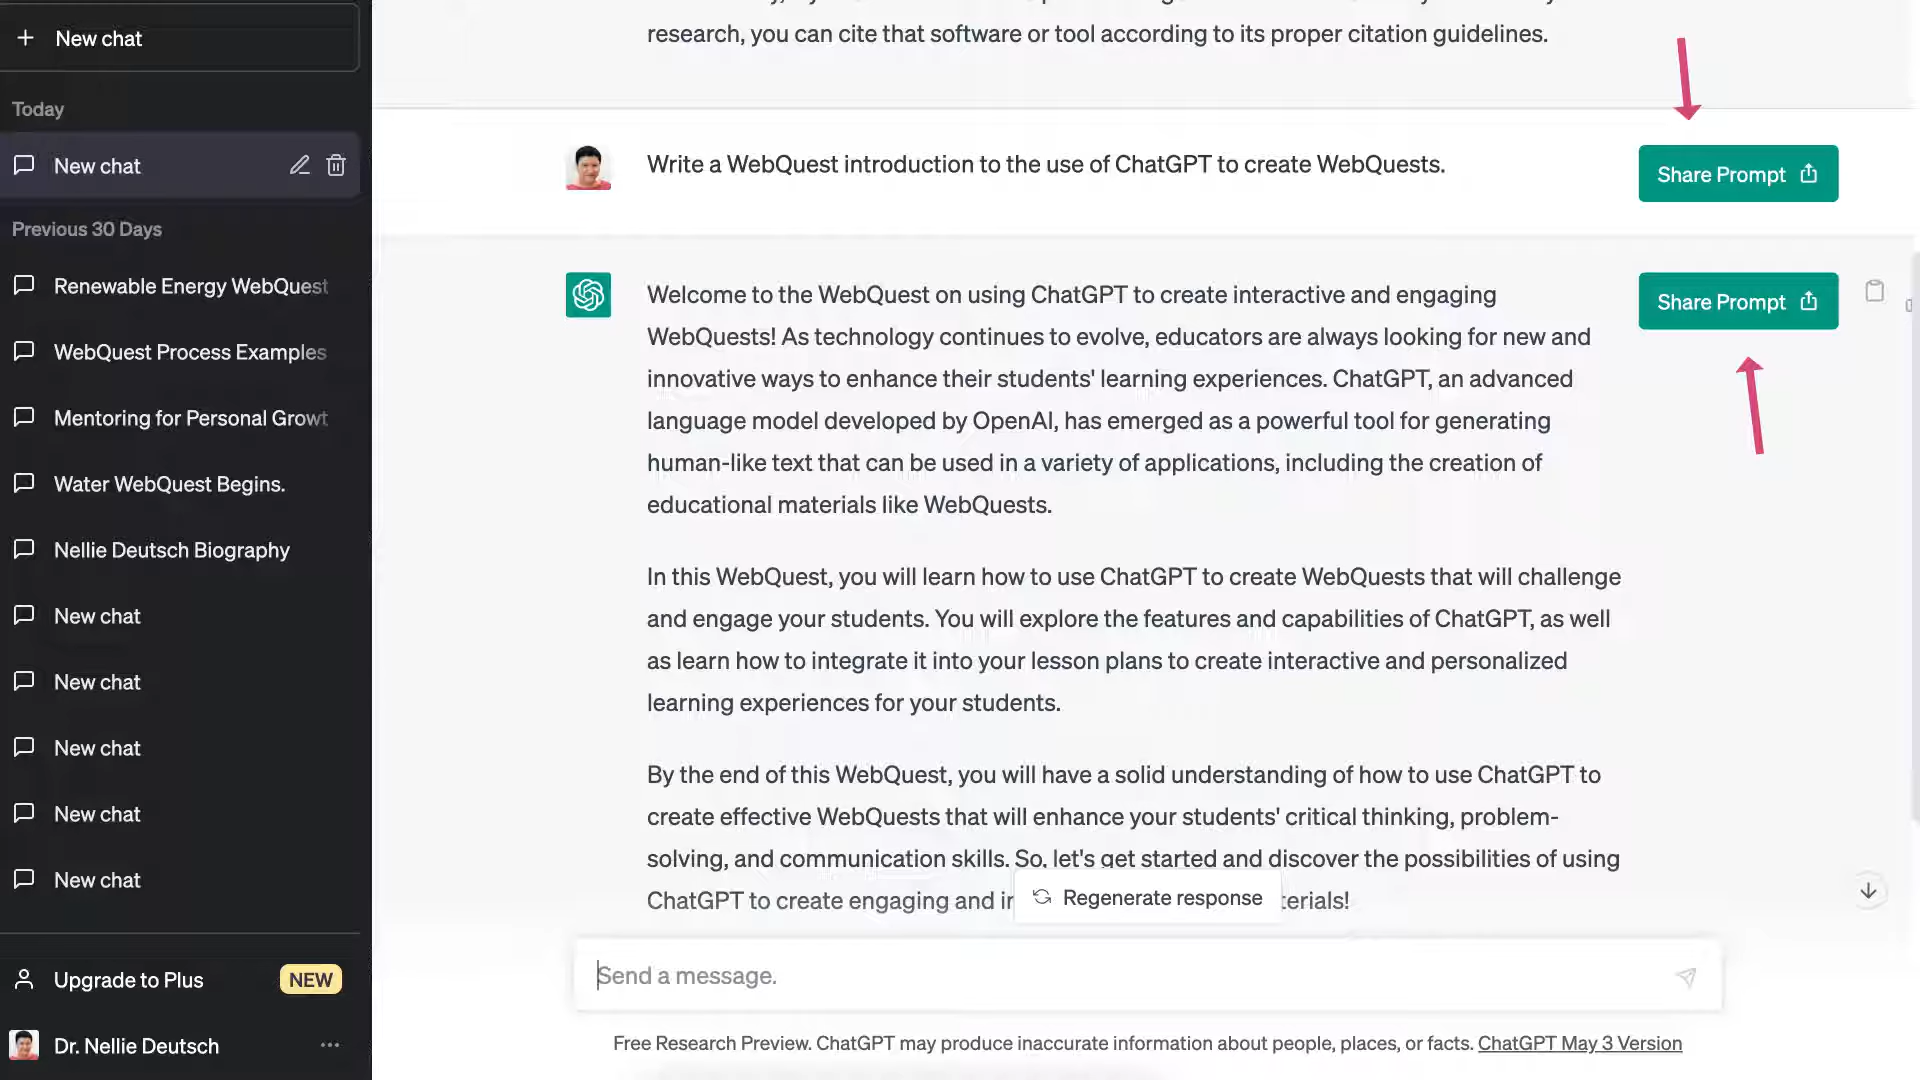 New chat
Today
New chat
Previous 30 Days
Renewable Energy WebQuest
WebQuest Process Examples
Mentoring for Personal Growt
Water WebQuest Begins.
Nellie Deutsch Biography
New chat
New chat
New chat
New chat
New chat
Upgrade to Plus NEW
Dr. Nellie Deutsch
research, you can cite that software or tool according to its proper citation guidelines.
Write a WebQuest introduction to the use of ChatGPT to create WebQuests.
Share Prompt
Share Prompt
Welcome to the WebQuest on using ChatGPT to create interactive and engaging
WebQuests! As technology continues to evolve, educators are always looking for new and
innovative ways to enhance their students' learning experiences. ChatGPT, an advanced
language model developed by OpenAI, has emerged as a powerful tool for generating
human-like text that can be used in a variety of applications, including the creation of
educational materials like WebQuests.
In this WebQuest, you will learn how to use ChatGPT to create WebQuests that will challenge
and engage your students. You will explore the features and capabilities of ChatGPT, as well
as learn how to integrate it into your lesson plans to create interactive and personalized
learning experiences for your students.
By the end of this WebQuest, you will have a solid understanding of how to use ChatGPT to
create effective WebQuests that will enhance your students' critical thinking, problem-
solving, and communication skills. So, let's get started and discover the possibilities of using
ChatGPT to create engaging and in terials!
Regenerate response
Send a message.
Free Research Preview. ChatGPT may produce inaccurate information about people, places, or facts. ChatGPT May 3 Version